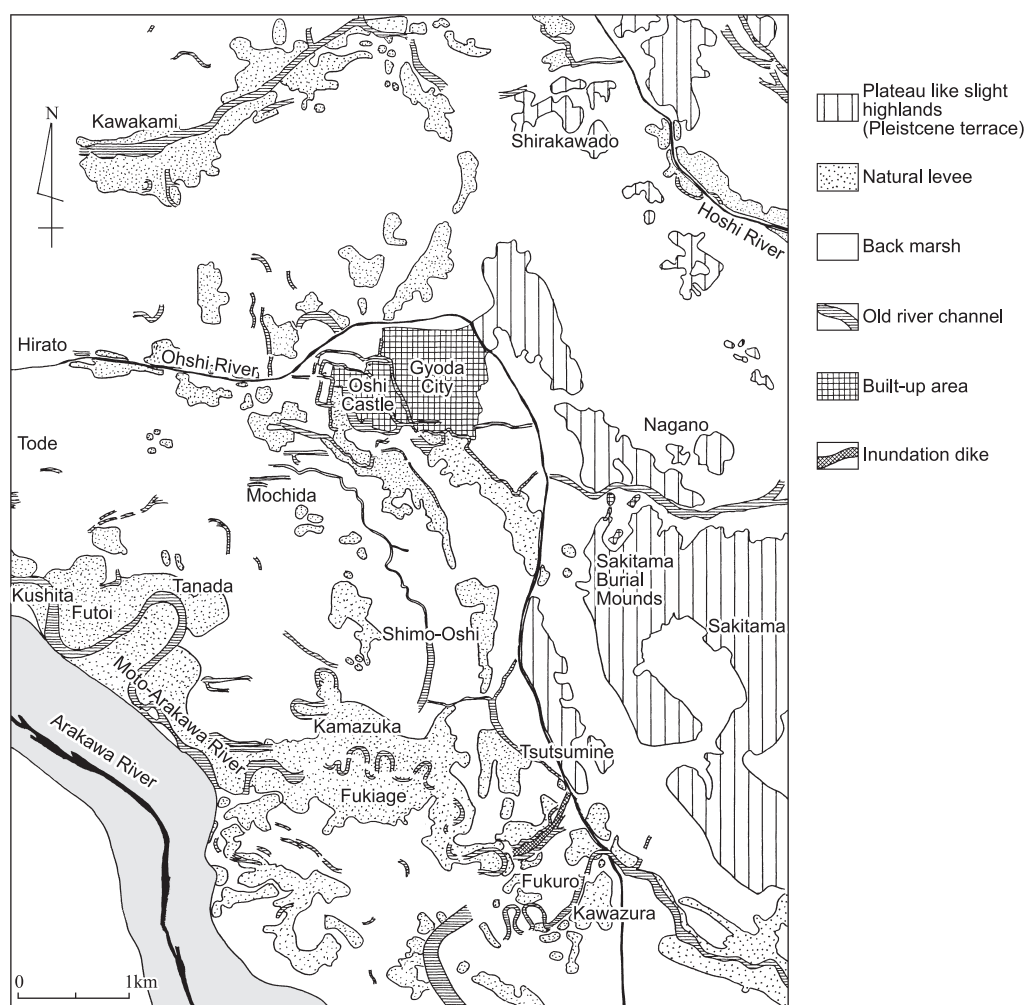 N
Kawakami
Shirakawado
Hoshi River
Hirato
Ohshi River
Gyoda
City
Oshi
Castle
Nagano
Tode
Mochida
Sakitama
Burial
Mounds
Kushita
Futoi
Tanada
Shimo-Oshi
Sakitama
Moto-Arakawa River
Kamazuka
Arakawa River
Tsutsumine
Fukiage
Fukuro
Kawazura
0 1km
Plateau like slight
highlands
(Pleistcene terrace)
Natural levee
Back marsh
Old river channel
Built-up area
Inundation dike